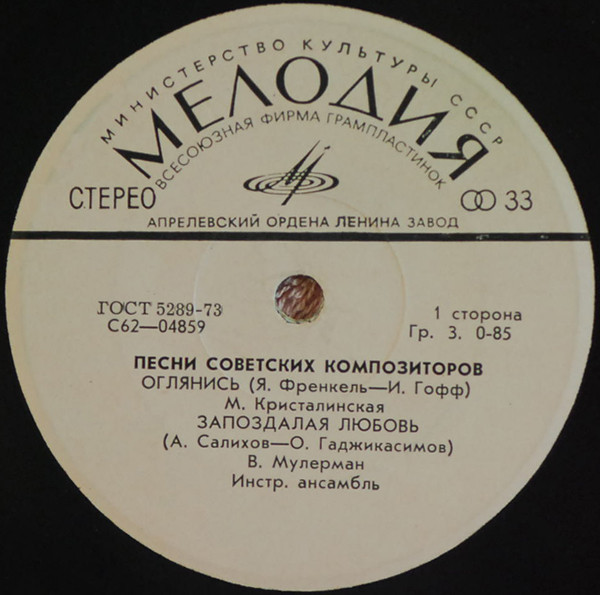 МИНИСТЕРСТВО КУЛЬТУРЫ СССР
МЕЛОДИЯ
ВСЕСОЮЗНАЯ ФИРМА ГРАМПЛАСТИНОК
СТЕРЕО
33
АПРЕЛЕВСКИЙ ОРДЕНА ЛЕНИНА ЗАВОД
ГОСТ 5289-73
С62—04859
1 сторона
Гр. 3. 0-85
ПЕСНИ СОВЕТСКИХ КОМПОЗИТОРОВ
ОГЛЯНИСЬ (Я. Френкель—И. Гофф)
М. Кристалинская
ЗАПОЗДАЛАЯ ЛЮБОВЬ
(А. Салихов—О. Гаджикасимов)
В. Мулерман
Инстр. ансамбль